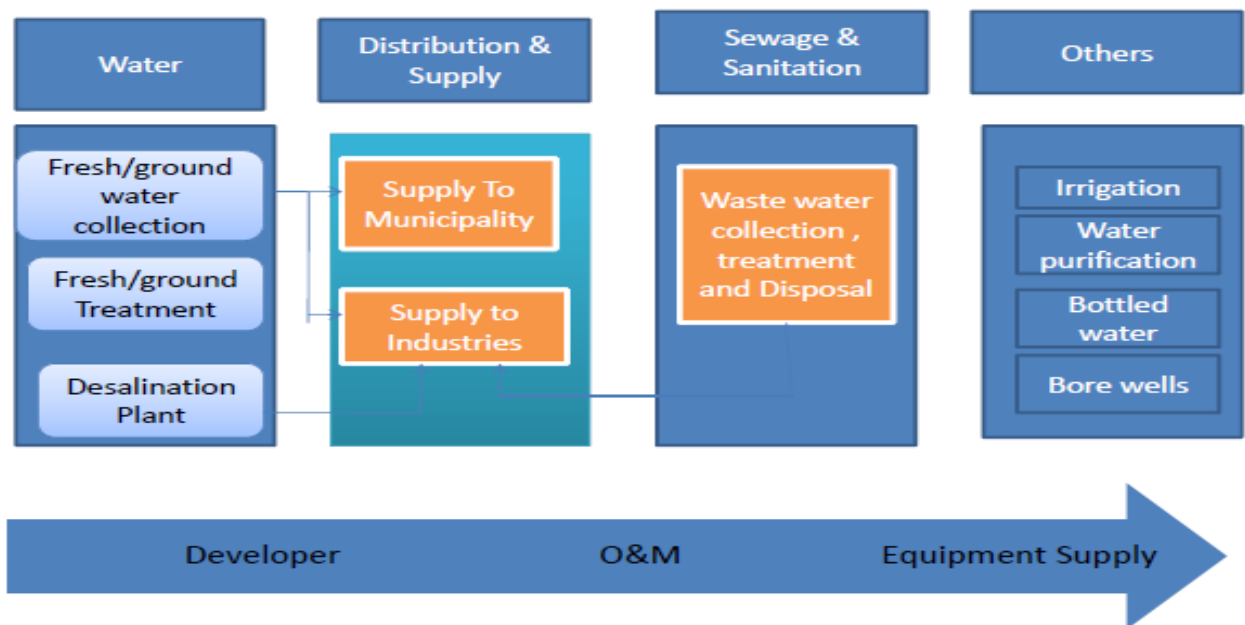 Water
Distribution &
Supply
Sewage &
Sanitation
Others
Fresh/ground
water
collection
Fresh/ground
Treatment
Desalination
Plant
Supply To
Municipality
Supply to
Industries
Waste water
collection ,
treatment
and Disposal
Irrigation
Water
purification
Bottled
water
Bore wells
Developer O&M Equipment Supply